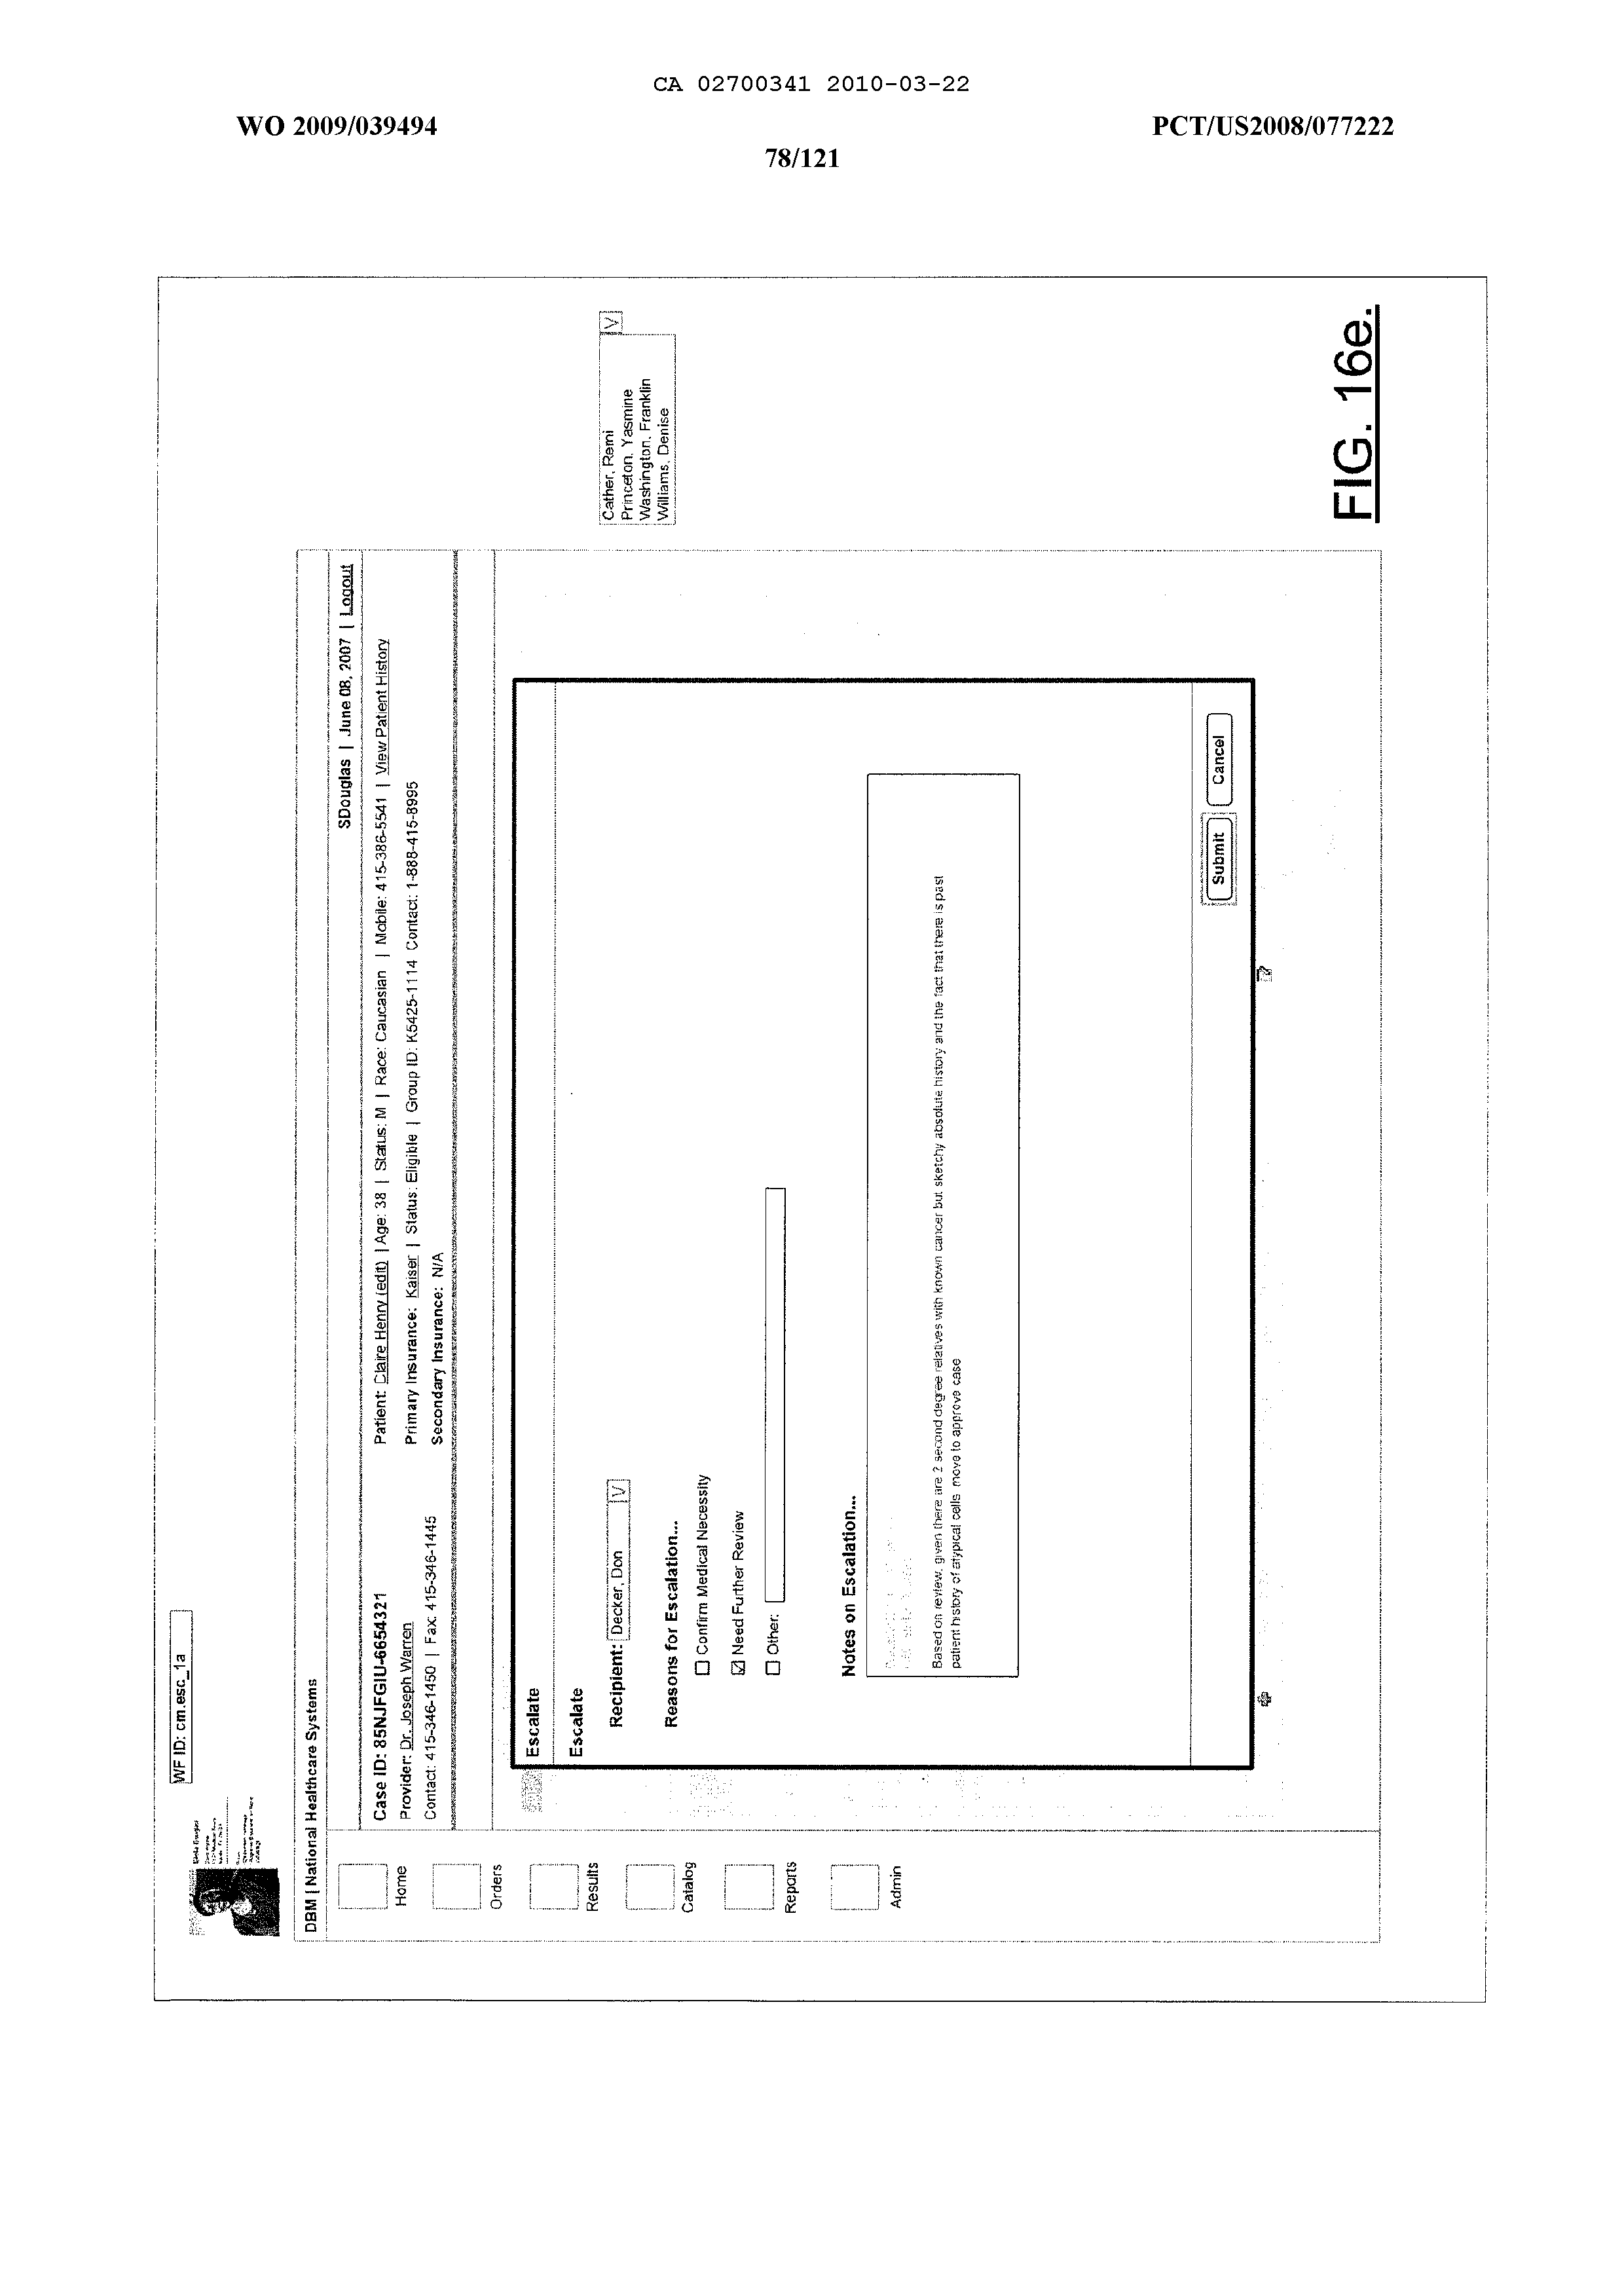 CA 02700341 2010-03-22
WO 2009/039494
PCT/US2008/077222
78/121
WF ID: cm.esc_1a
DBM | National Healthcare Systems
SDouglas | June 08, 2007 | Logout
Case ID: 85NJFGIU-6654321
Provider: Dr. Joseph Warren
Contact: 415-346-1450 | Fax: 415-346-1445
Patient: Claire Henry (edit) | Age: 38 | Status: M | Race: Caucasian | Mobile: 415-386-5541 | View Patient History
Primary Insurance: Kaiser | Status: Eligible | Group ID: K5425-1114 Contact: 1-888-415-8995
Secondary Insurance: N/A
Home
Orders
Results
Catalog
Reports
Admin
Escalate
Escalate
Recipient: Decker, Don V
Reasons for Escalation...
Confirm Medical Necessity
Need Further Review
Other:
Notes on Escalation...
Based on review, given there are 2 second degree relatives with known cancer but sketchy absolute history and the fact that there is past
patient history of atypical cells move to approve case
Submit
Cancel
V
Cather, Remi
Princeton, Yasmine
Washington, Franklin
Williams, Denise
FIG. 16e.